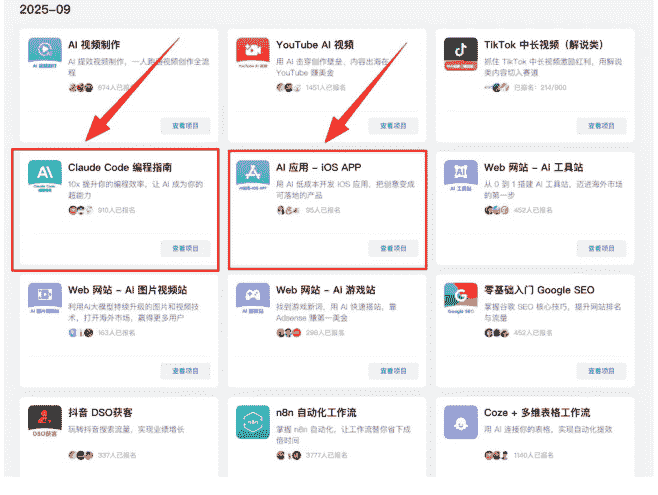 2025-09
AI 视频制作
AI 提效视频创作，一人跑通视频创作全流
程
874人已报名
查看项目
YouTube AI 视频
用 AI 击穿创作壁垒，内容出海在
YouTube 赚美金
1451人已报名
查看项目
TikTok 中长视频（解说类）
抓住 TikTok 中长视频激励红利，用解说
类内容切入赛道
已报名：214/800
查看项目
Claude Code 编程指南
10x 提升你的编程效率，让 AI 成为你的
超能力
910人已报名
查看项目
AI 应用 - iOS APP
用 AI 低成本开发 iOS 应用，把创意变成
可落地的产品
95人已报名
查看项目
Web 网站 - Ai 工具站
从 0 到 1 搭建 AI 工具站，迈进海外市场
的第一步
452人已报名
查看项目
Web 网站 - AI 图片视频站
利用AI大模型持续升级的图片和视频技
术，打开海外市场，赢得更多用户
163人已报名
查看项目
Web 网站 - AI 游戏站
找到游戏新词，用 AI 快速搭站，靠
Adsense 赚第一美金
298人已报名
查看项目
零基础入门 Google SEO
掌握谷歌 SEO 核心技巧，提升网站排名
与流量
452人已报名
查看项目
抖音 DSO获客
玩转抖音搜索流量，实现业绩增长
337人已报名
n8n 自动化工作流
掌握 n8n 自动化，让工作流替你省下成
倍时间
3777人已报名
Coze + 多维表格工作流
用 AI 连接你的表格，实现自动化提效
1140人已报名